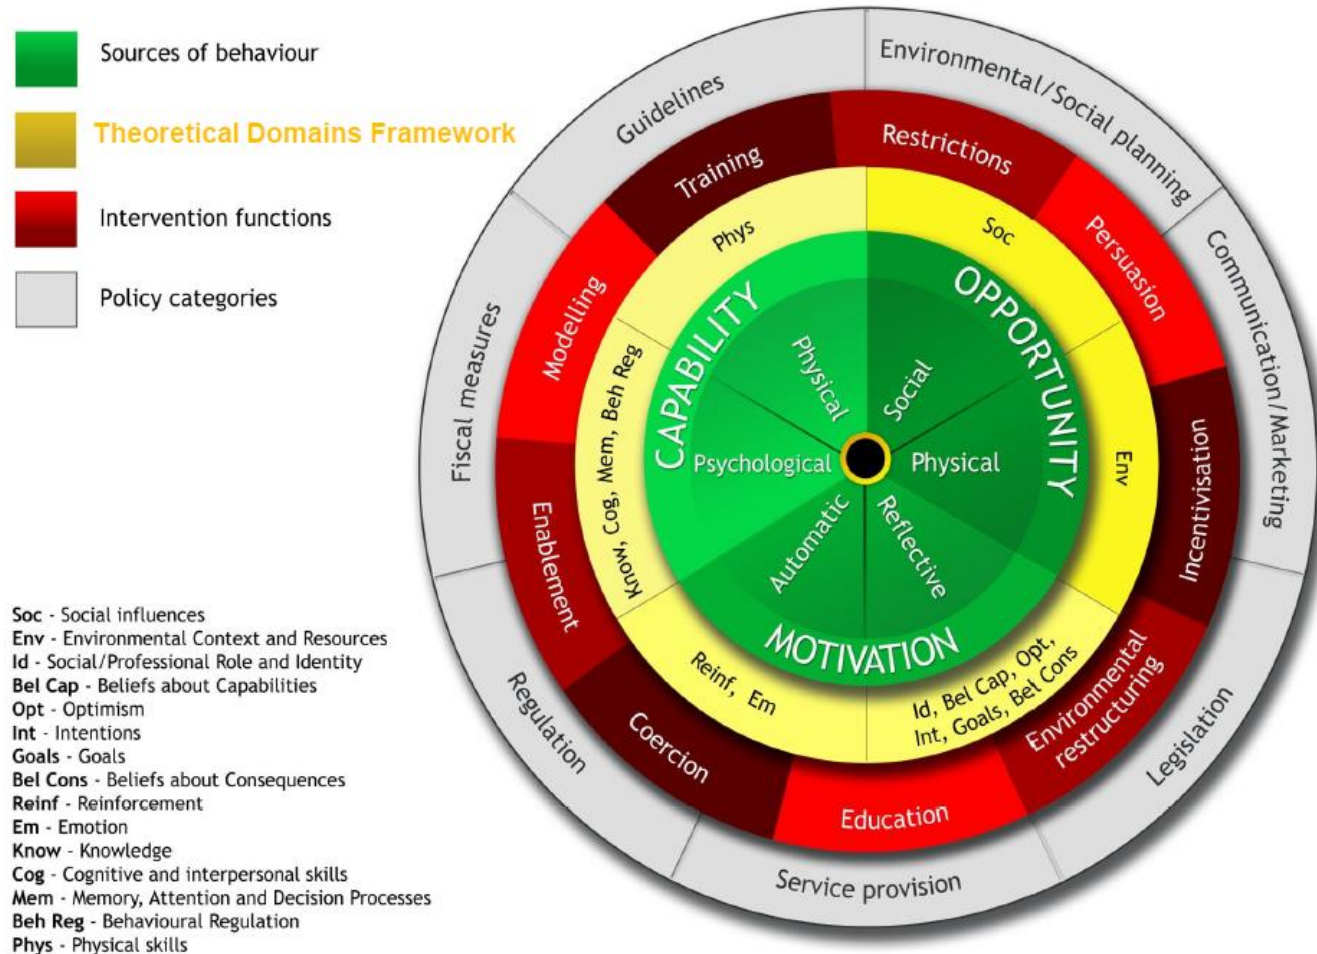 Sources of behaviour
Theoretical Domains Framework
Intervention functions
Policy categories
Soc - Social influences
Env - Environmental Context and Resources
Id - Social/Professional Role and Identity
Bel Cap - Beliefs about Capabilities
Opt - Optimism
Int - Intentions
Goals - Goals
Bel Cons - Beliefs about Consequences
Reinf - Reinforcement
Em - Emotion
Know - Knowledge
Cog - Cognitive and interpersonal skills
Mem - Memory, Attention and Decision Processes
Beh Reg - Behavioural Regulation
Phys - Physical skills
Guidelines
Environmental/Social planning
Communication/Marketing
Legislation
Service provision
Regulation
Fiscal measures
Training
Restrictions
Persuasion
Incentivisation
Environmental
restructuring
Education
Coercion
Enablement
Modelling
Phys
Soc
Env
Id, Bel Cap, Opt,
Int, Goals, Bel Cons
Reinf, Em
Know, Cog, Mem, Beh Reg
CAPABILITY
OPPORTUNITY
MOTIVATION
Physical
Social
Physical
Reflective
Automatic
Psychological